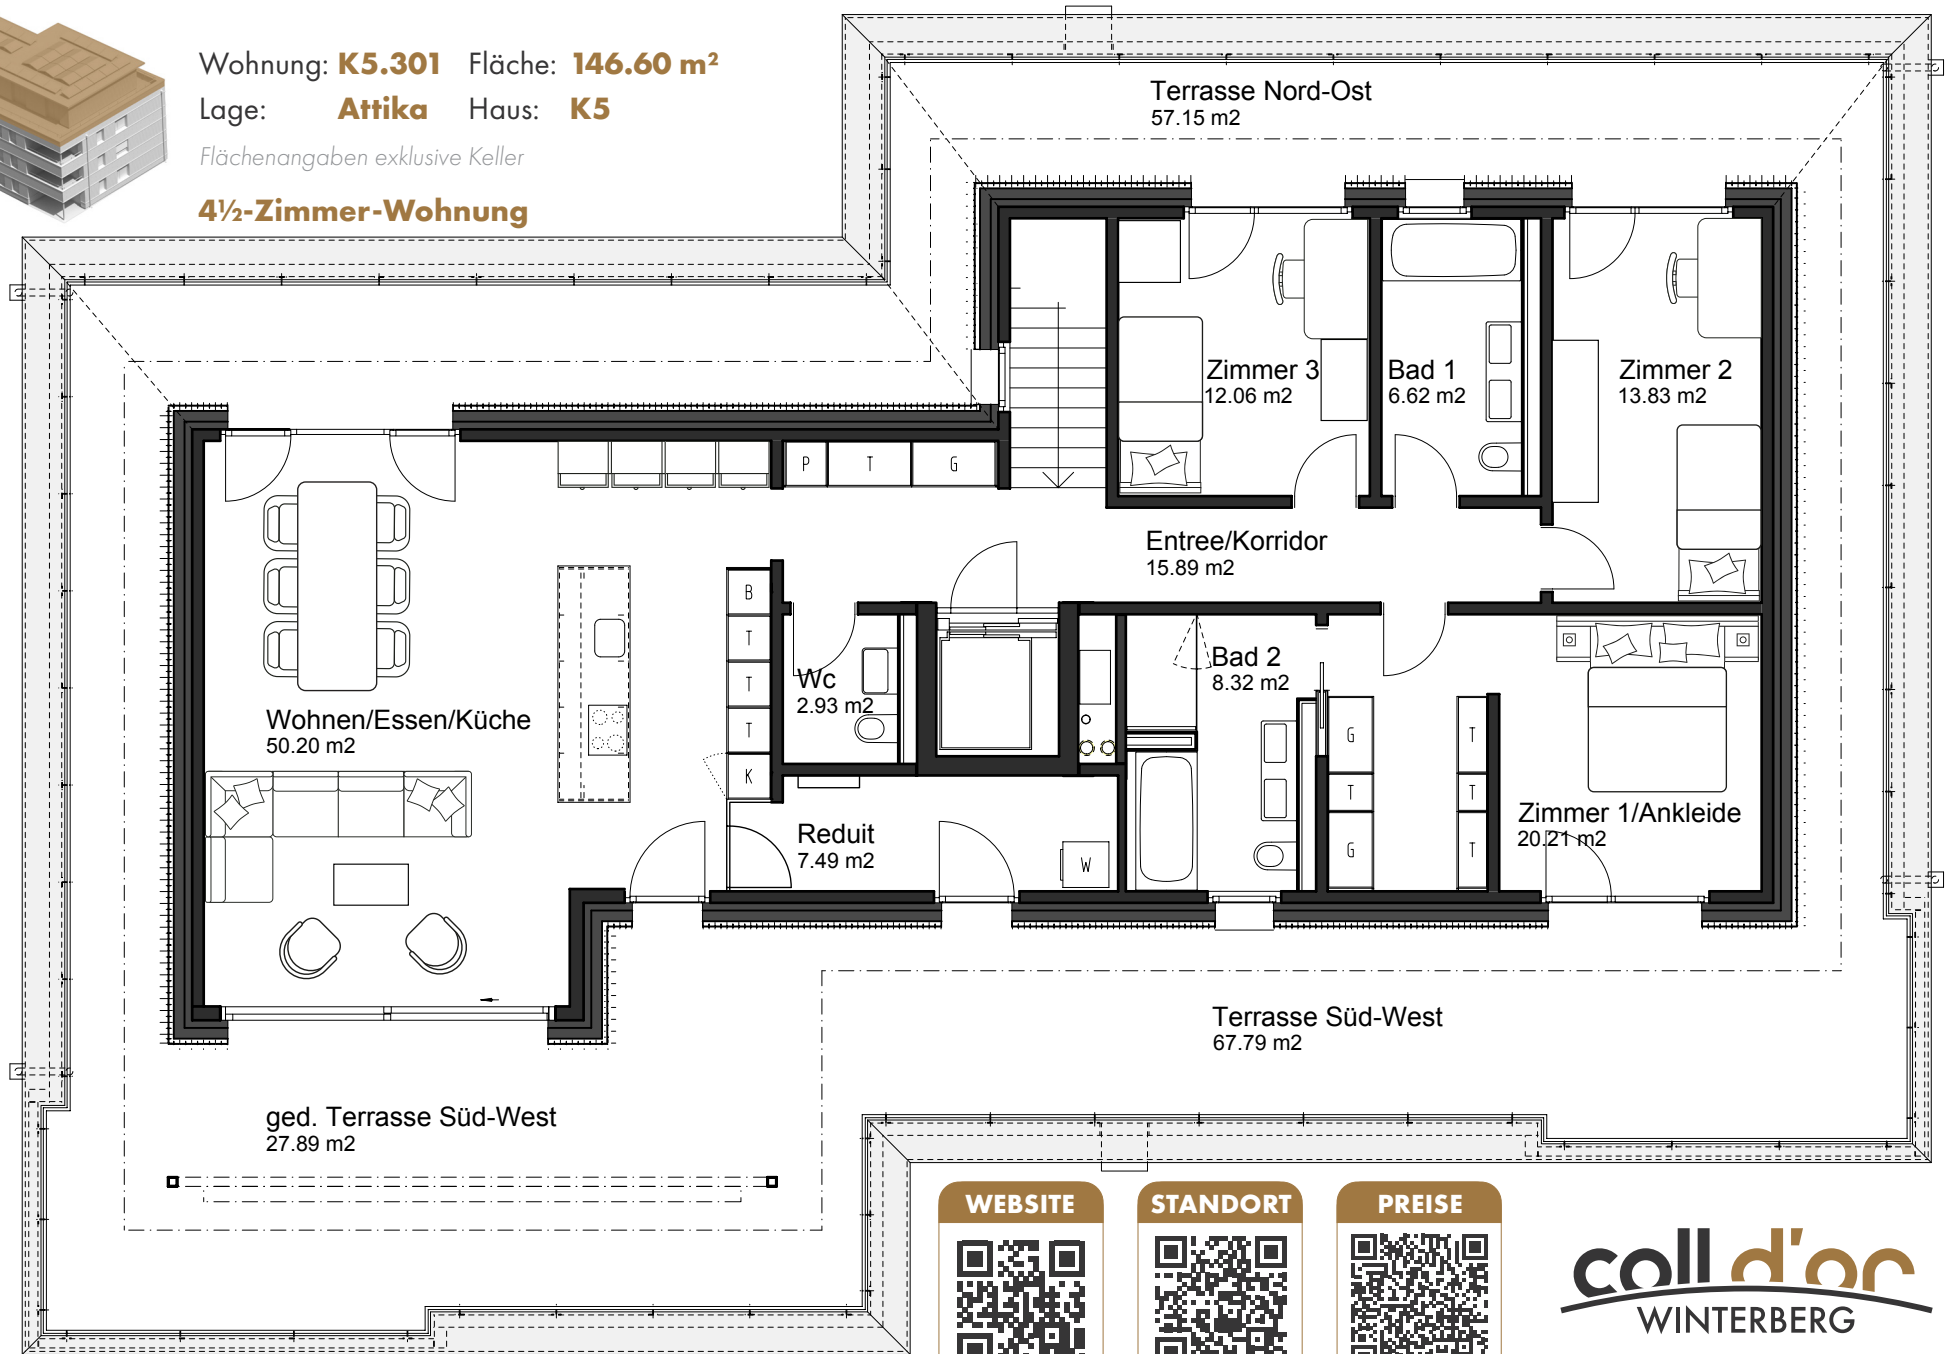 Wohnung: K5.301 Fläche: 146.60 m²
Lage: Attika Haus: K5
Flächenangaben exklusive Keller
4½-Zimmer-Wohnung
Terrasse Nord-Ost
57.15 m2
Zimmer 3
12.06 m2
Bad 1
6.62 m2
Zimmer 2
13.83 m2
P
T
G
Entree/Korridor
15.89 m2
B
T
T
T
K
Wc
2.93 m2
Bad 2
8.32 m2
Wohnen/Essen/Küche
50.20 m2
G
T
G
T
T
T
Zimmer 1/Ankleide
20.21 m2
Reduit
7.49 m2
W
Terrasse Süd-West
67.79 m2
ged. Terrasse Süd-West
27.89 m2
WEBSITE
STANDORT
PREISE
coll d'or
WINTERBERG